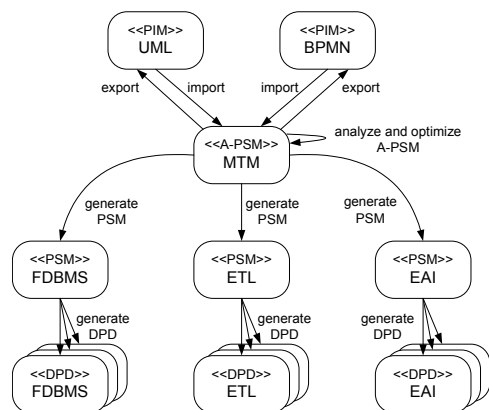 <<PIM>>
UML
<<PIM>>
BPMN
export
import
import
export
<<A-PSM>>
MTM
analyze and optimize
A-PSM
generate
PSM
generate
PSM
generate
PSM
<<PSM>>
FDBMS
<<PSM>>
ETL
<<PSM>>
EAI
generate
DPD
generate
DPD
generate
DPD
<<DPD>>
FDBMS
<<DPD>>
ETL
<<DPD>>
EAI